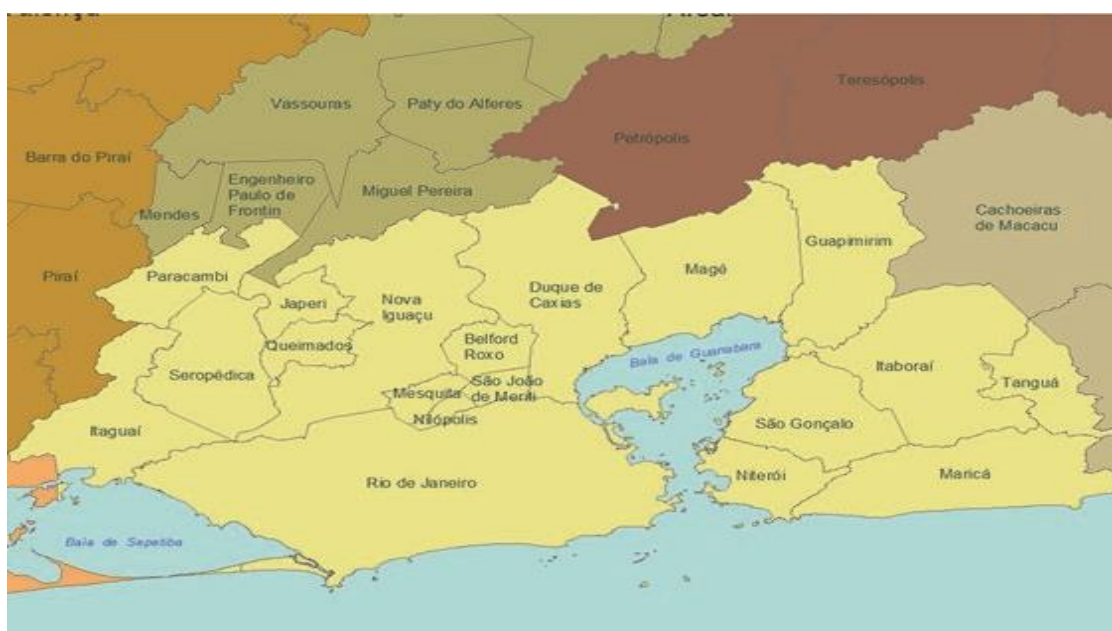 Teresópolis
Vassouras
Paty do Alferes
Petrópolis
Barra do Piraí
Engenheiro
Paulo de
Frontin
Miguel Pereira
Mendes
Cachoeiras
de Macacu
Guapimirim
Piraí
Paracambi
Magé
Japeri
Nova
Iguaçu
Duque de
Caxias
Queimados
Belford
Roxo
Baía de Guanabara
Seropédica
Itaboraí
Mesquita
São João
de Meriti
Tanguá
Nilópolis
Itaguaí
São Gonçalo
Rio de Janeiro
Niterói
Maricá
Baía de Sepetiba